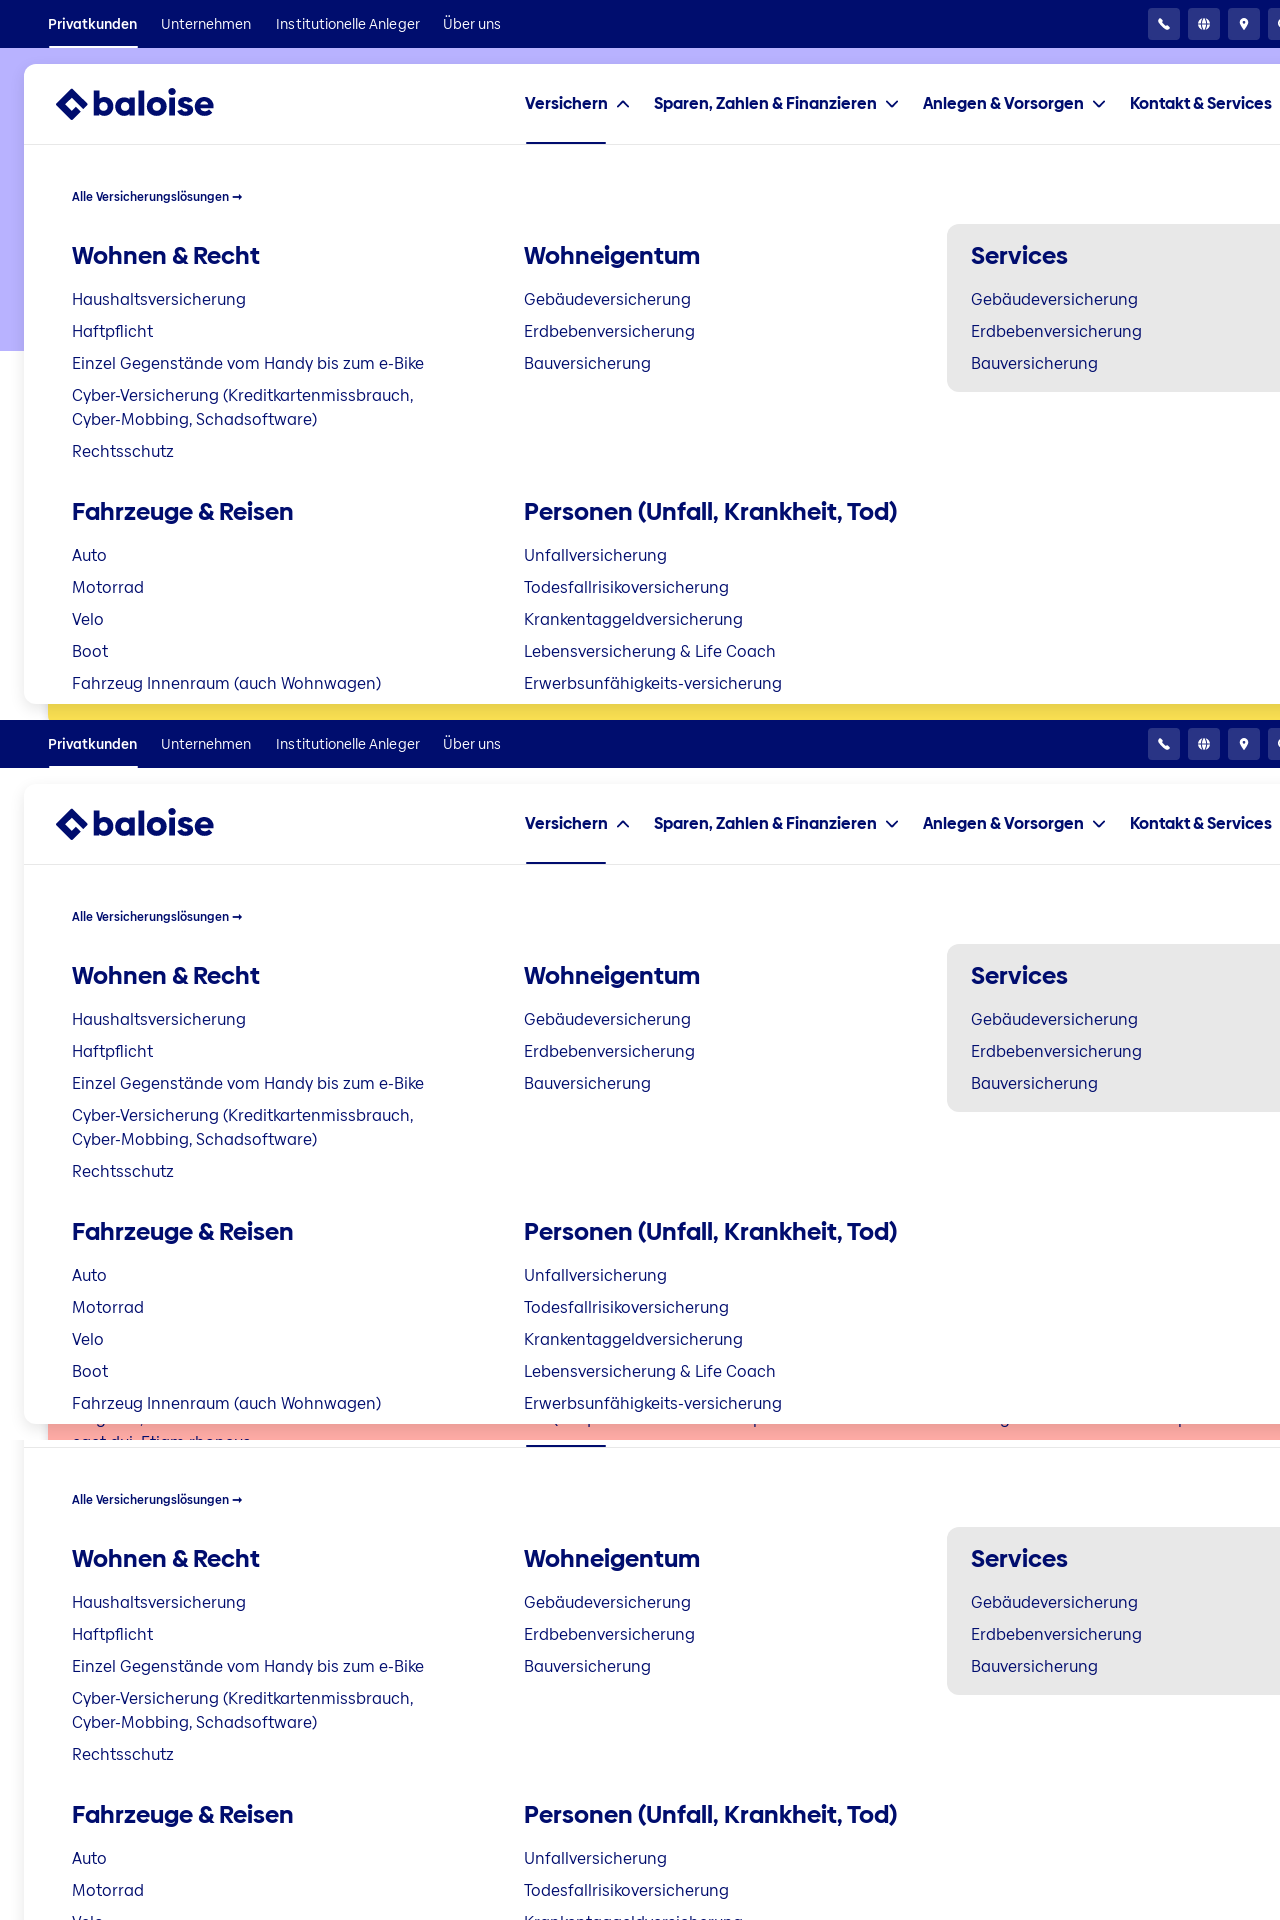 Privatkunden Unternehmen Institutionelle Anleger Über uns
baloise
Versichern Sparen, Zahlen & Finanzieren Anlegen & Vorsorgen Kontakt & Services
Alle Versicherungslösungen →
Wohnen & Recht
Haushaltsversicherung
Haftpflicht
Einzel Gegenstände vom Handy bis zum e-Bike
Cyber-Versicherung (Kreditkartenmissbrauch,
Cyber-Mobbing, Schadsoftware)
Rechtsschutz
Wohneigentum
Gebäudeversicherung
Erdbebenversicherung
Bauversicherung
Services
Gebäudeversicherung
Erdbebenversicherung
Bauversicherung
Fahrzeuge & Reisen
Auto
Motorrad
Velo
Boot
Fahrzeug Innenraum (auch Wohnwagen)
Personen (Unfall, Krankheit, Tod)
Unfallversicherung
Todesfallrisikoversicherung
Krankentaggeldversicherung
Lebensversicherung & Life Coach
Erwerbsunfähigkeits-versicherung
Privatkunden Unternehmen Institutionelle Anleger Über uns
baloise
Versichern Sparen, Zahlen & Finanzieren Anlegen & Vorsorgen Kontakt & Services
Alle Versicherungslösungen →
Wohnen & Recht
Haushaltsversicherung
Haftpflicht
Einzel Gegenstände vom Handy bis zum e-Bike
Cyber-Versicherung (Kreditkartenmissbrauch,
Cyber-Mobbing, Schadsoftware)
Rechtsschutz
Wohneigentum
Gebäudeversicherung
Erdbebenversicherung
Bauversicherung
Services
Gebäudeversicherung
Erdbebenversicherung
Bauversicherung
Fahrzeuge & Reisen
Auto
Motorrad
Velo
Boot
Fahrzeug Innenraum (auch Wohnwagen)
Personen (Unfall, Krankheit, Tod)
Unfallversicherung
Todesfallrisikoversicherung
Krankentaggeldversicherung
Lebensversicherung & Life Coach
Erwerbsunfähigkeits-versicherung
Alle Versicherungslösungen →
Wohnen & Recht
Haushaltsversicherung
Haftpflicht
Einzel Gegenstände vom Handy bis zum e-Bike
Cyber-Versicherung (Kreditkartenmissbrauch,
Cyber-Mobbing, Schadsoftware)
Rechtsschutz
Wohneigentum
Gebäudeversicherung
Erdbebenversicherung
Bauversicherung
Services
Gebäudeversicherung
Erdbebenversicherung
Bauversicherung
Fahrzeuge & Reisen
Auto
Motorrad
Personen (Unfall, Krankheit, Tod)
Unfallversicherung
Todesfallrisikoversicherung